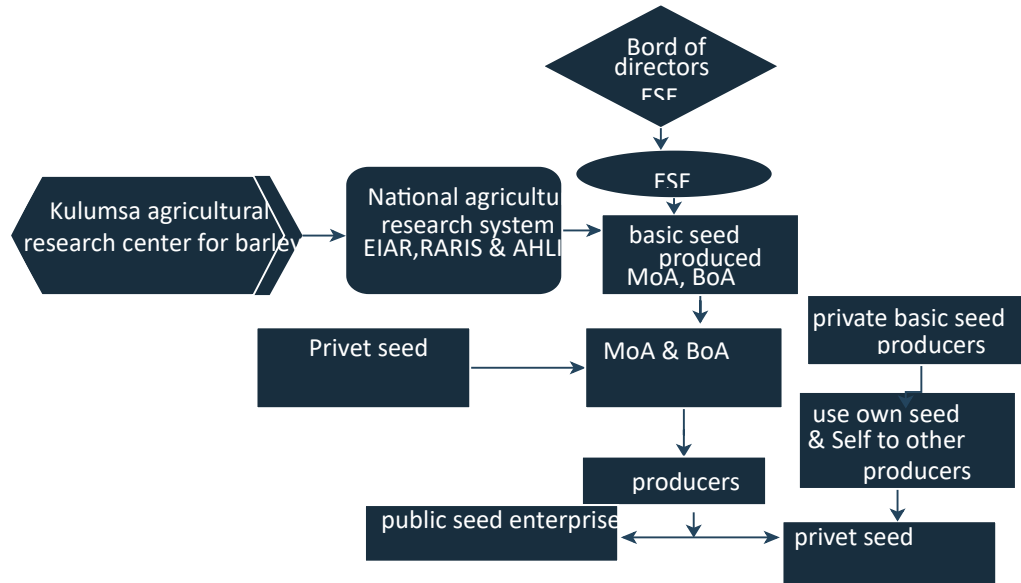 Bord of
directors
ESE
ESE
Kulumsa agricultural
research center for barley
National agricultu
research system
EIAR,RARIS & AHLI
basic seed
produced
MoA, BoA
private basic seed
producers
Privet seed
MoA & BoA
use own seed
& Self to other
producers
producers
public seed enterprise
privet seed